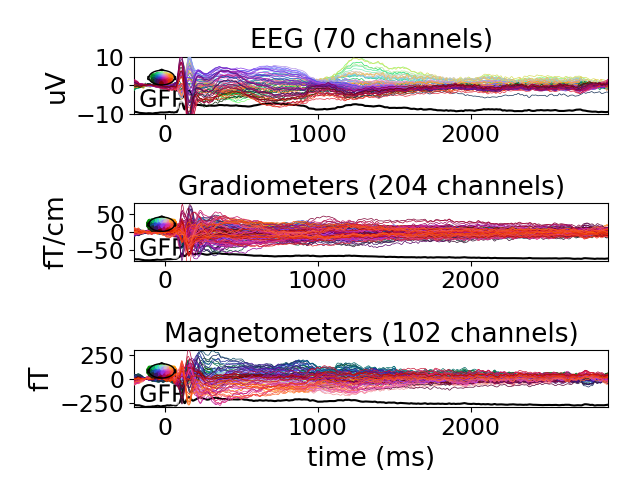 EEG (70 channels)
10
0
−10
uV
GFP
0
1000
2000
Gradiometers (204 channels)
50
0
−50
fT/cm
GFP
0
1000
2000
Magnetometers (102 channels)
250
0
−250
fT
GFP
0
1000
2000
time (ms)